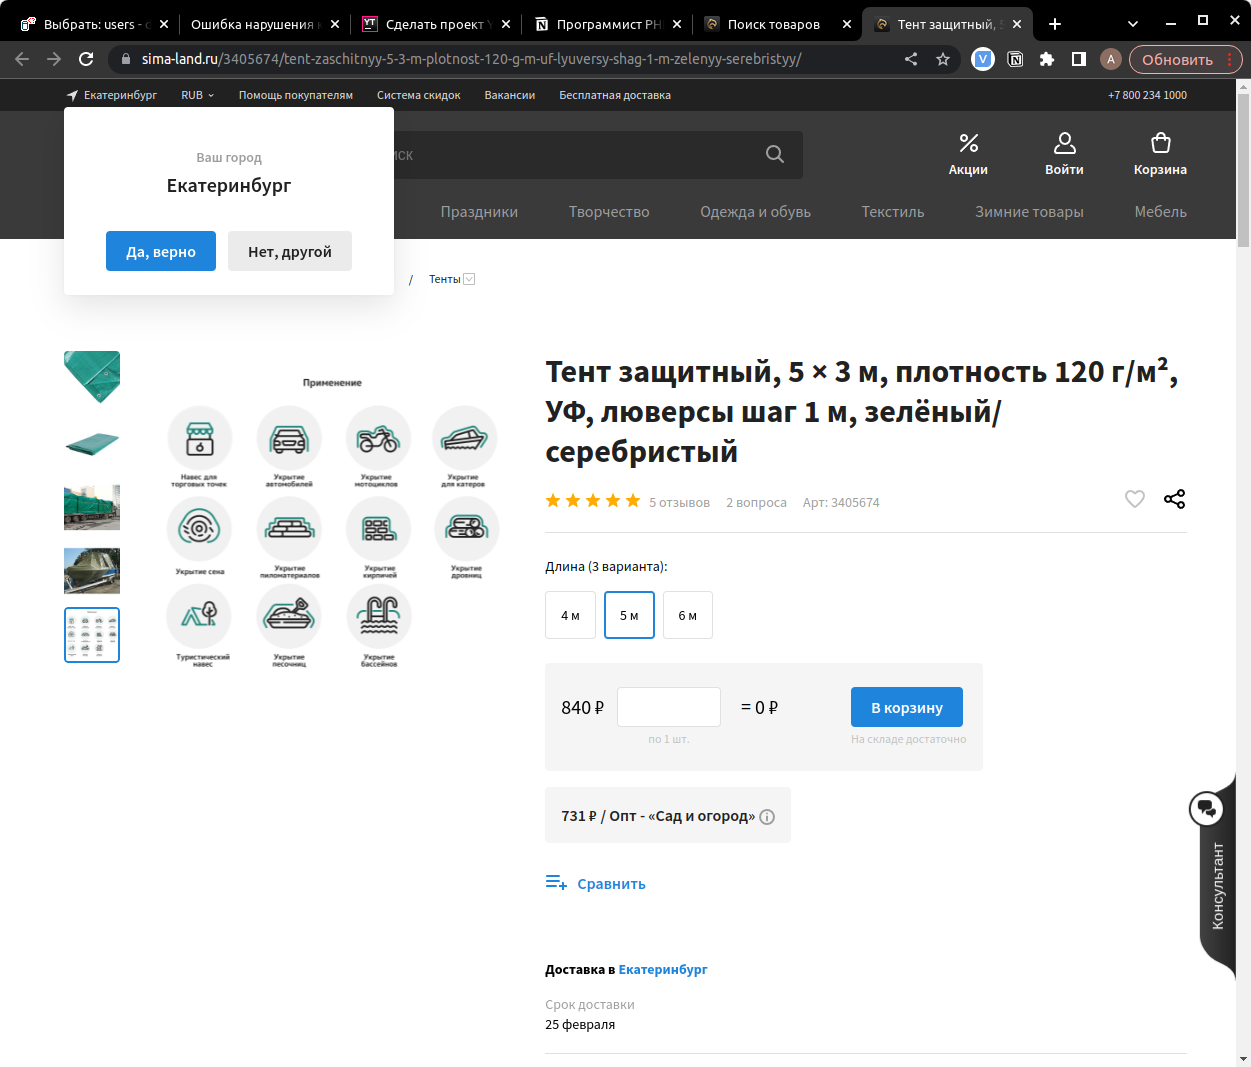 Выбрать: users - 
Ошибка нарушения
Сделать проект
Программист PH
Поиск товаров
Тент защитный, 5
sima-land.ru/3405674/tent-zaschitnyy-5-3-m-plotnost-120-g-m-uf-lyuversy-shag-1-m-zelenyy-serebristyy/
Обновить
Екатеринбург
RUB
Помощь покупателям
Система скидок
Вакансии
Бесплатная доставка
+7 800 234 1000
Ваш город
Екатеринбург
Да, верно
Нет, другой
Акции
Войти
Корзина
Праздники
Творчество
Одежда и обувь
Текстиль
Зимние товары
Мебель
/ Тенты
Применение
Навес для
торговых точек
Укрытие
автомобилей
Укрытие
мотоциклов
Укрытие
для катеров
Укрытие сена
Укрытие
пиломатериалов
Укрытие
кирпичей
Укрытие
дровниц
Туристический
навес
Укрытие
песочниц
Укрытие
бассейнов
Тент защитный, 5 × 3 м, плотность 120 г/м²,
УФ, люверсы шаг 1 м, зелёный/
серебристый
5 отзывов
2 вопроса
Арт: 3405674
Длина (3 варианта):
4 м
5 м
6 м
840 ₽
= 0 ₽
В корзину
по 1 шт.
На складе достаточно
731 ₽ / Опт - «Сад и огород»
Сравнить
Консультант
Доставка в Екатеринбург
Срок доставки
25 февраля